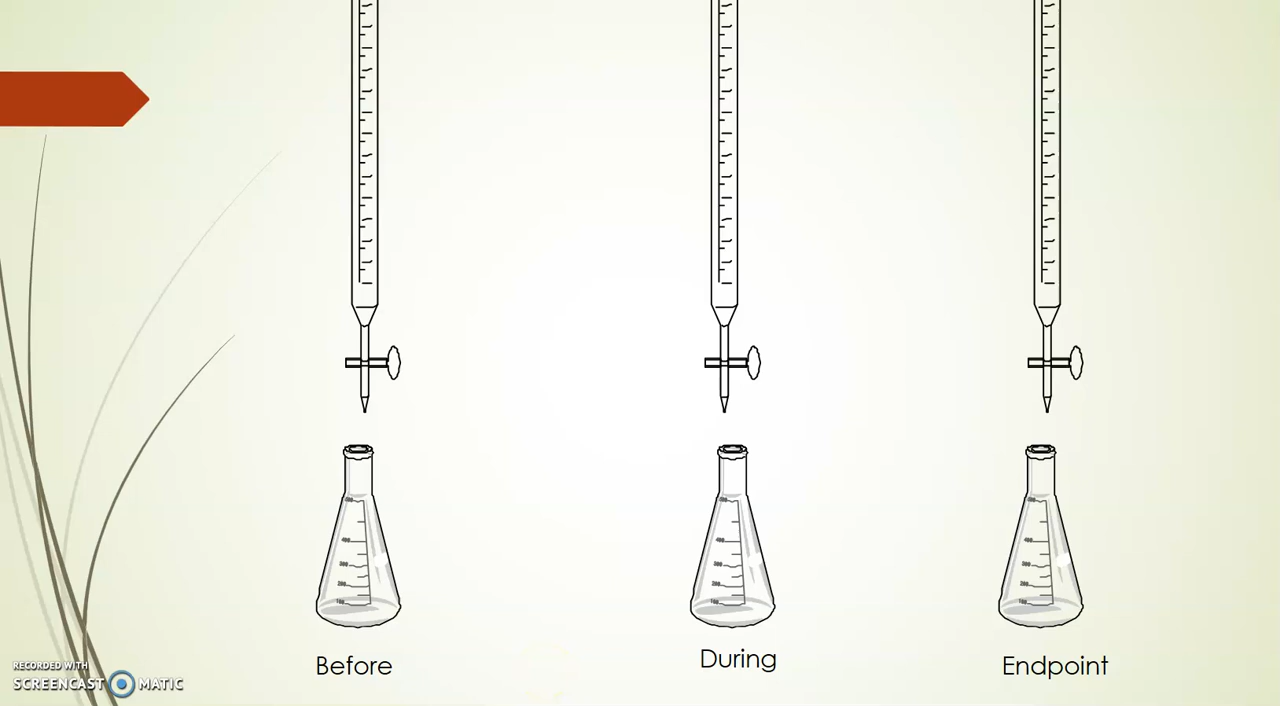 Before
During
Endpoint
RECORDED WITH
SCREENCAST MATIC